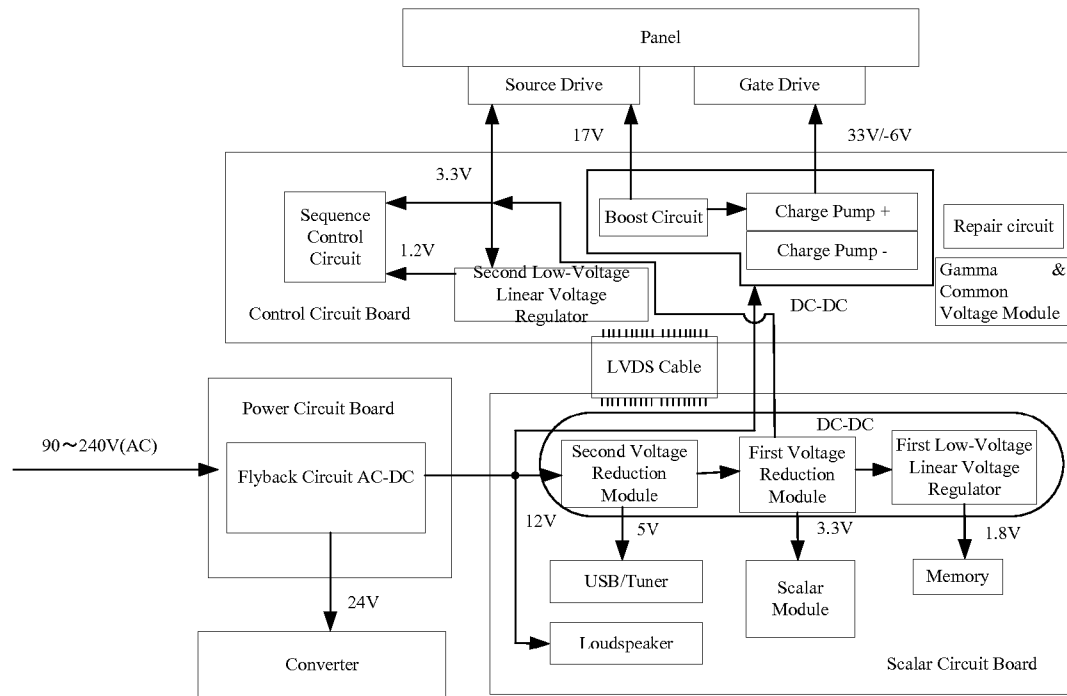 Panel
Source Drive
Gate Drive
17V
33V/-6V
3.3V
Sequence
Control
Circuit
Boost Circuit
Charge Pump +
Charge Pump -
Repair circuit
1.2V
Second Low-Voltage
Linear Voltage
Regulator
Gamma &
Common
Voltage Module
Control Circuit Board
DC-DC
LVDS Cable
Power Circuit Board
90～240V(AC)
Flyback Circuit AC-DC
DC-DC
Second Voltage
Reduction
Module
First Voltage
Reduction
Module
First Low-Voltage
Linear Voltage
Regulator
12V
5V
3.3V
1.8V
USB/Tuner
Scalar
Module
Memory
24V
Loudspeaker
Converter
Scalar Circuit Board